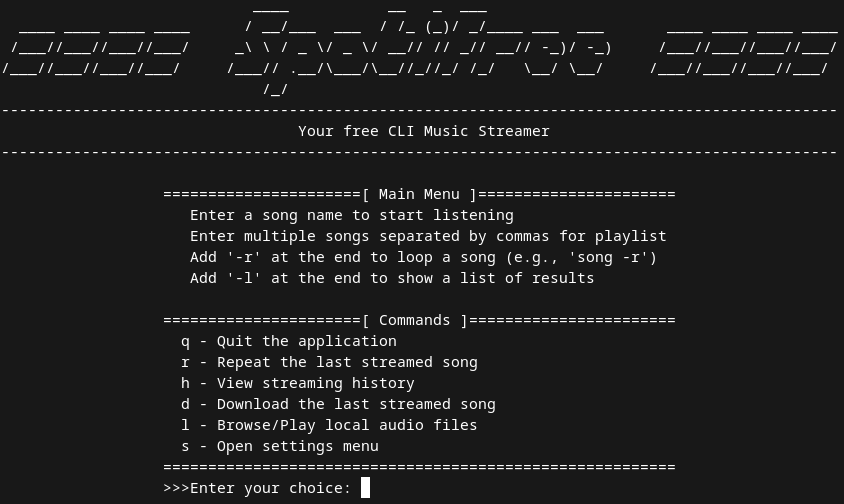 Spotifree
Your free CLI Music Streamer
======================[ Main Menu ]======================
Enter a song name to start listening
Enter multiple songs separated by commas for playlist
Add '-r' at the end to loop a song (e.g., 'song -r')
Add '-l' at the end to show a list of results
======================[ Commands ]=======================
q - Quit the application
r - Repeat the last streamed song
h - View streaming history
d - Download the last streamed song
l - Browse/Play local audio files
s - Open settings menu
=========================================================
>>>Enter your choice: